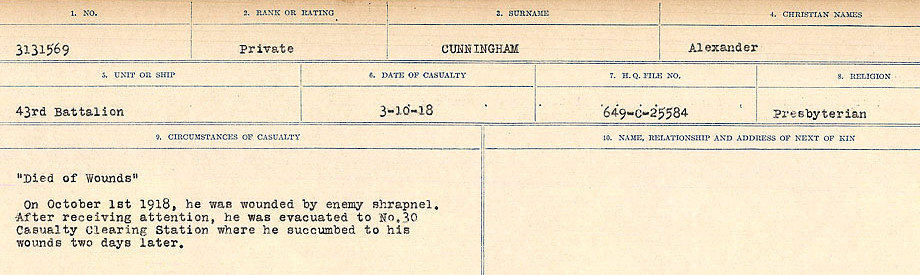 1. NO. 2. RANK OR RATING 3. SURNAME 4. CHRISTIAN NAMES
3131569 Private CUNNINGHAM Alexander
5. UNIT OR SHIP 6. DATE OF CASUALTY 7. H.Q. FILE NO. 8. RELIGION
43rd Battalion 3-10-18 649-C-25584 Presbyterian
9. CIRCUMSTANCES OF CASUALTY 10. NAME, RELATIONSHIP AND ADDRESS OF NEXT OF KIN
"Died of Wounds"
On October 1st 1918, he was wounded by enemy shrapnel.
After receiving attention, he was evacuated to No.30
Casualty Clearing Station where he succumbed to his
wounds two days later.